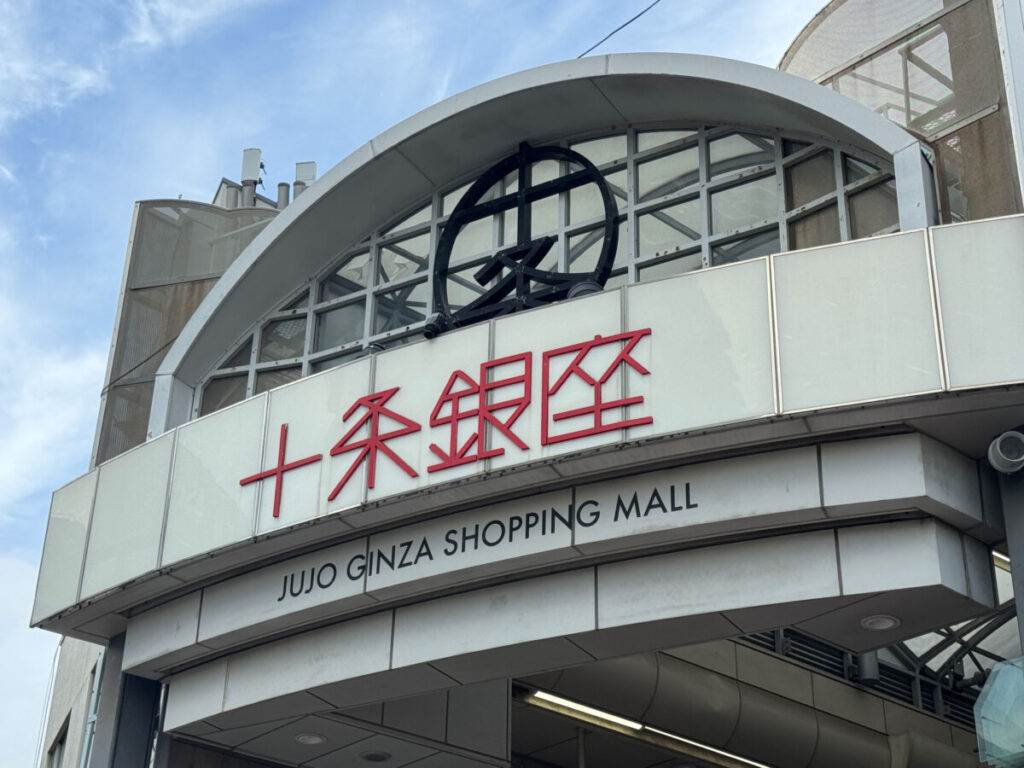 十条銀座
JUJO GINZA SHOPPING MALL